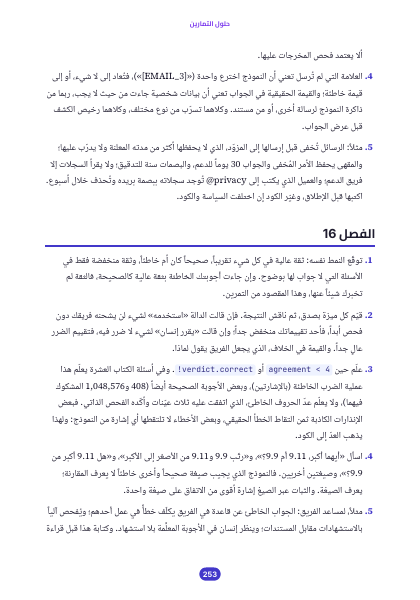 حلول التمارين
ألا يعتمد فحص المخرجات عليها.
4. العلامة التي لم تُرسل تعني أن النموذج اخترع واحدة («[EMAIL_3]»)، فتُعاد إلى لا شيء، أو إلى
قيمة خاطئة؛ والقيمة الحقيقية في الجواب تعني أن بيانات شخصية جاءت من حيث لا يجب، ربما من
ذاكرة النموذج لرسالة أخرى، أو من مستند. وكلاهما تسرّب من نوع مختلف، وكلاهما رخيص الكشف
قبل عرض الجواب.
5. مثلًا: الرسائل تُخفى قبل إرسالها إلى المزوّد، الذي لا يحفظها أكثر من مدته المعلنة ولا يدرّب عليها؛
والمقهى يحفظ الأمر المُخفى والجواب 30 يوماً للدعم، والبصمات سنة للتدقيق؛ ولا يقرأ السجلات إلا
فريق الدعم؛ والعميل الذي يكتب إلى privacy@ تُوجد سجلاته ببصمة بريده وتُحذف خلال أسبوع.
اكتبها قبل الإطلاق، وغيّر الكود إن اختلفت السياسة والكود.
الفصل 16
1. توقّع النمط نفسه: ثقة عالية في كل شيء تقريباً، صحيحاً كان أم خاطئاً، وثقة منخفضة فقط في
الأسئلة التي لا جواب لها بوضوح. وإن جاءت أجوبتك الخاطئة بثقة عالية كالصحيحة، فالثقة لم
تخبرك شيئاً عنها، وهذا المقصود من التمرين.
2. قيّم كل ميزة بصدق، ثم ناقش النتيجة. فإن قالت الدالة «استخدمه» لشيء لن يشحنه فريقك دون
فحص أبداً، فأحد تقييماتك منخفض جداً؛ وإن قالت «يقرر إنسان» لشيء لا ضرر فيه، فتقييم الضرر
عالٍ جداً. والقيمة في الخلاف، الذي يجعل الفريق يقول لماذا.
3. علّم حين agreement < 4 أو !verdict.correct. وفي أسئلة الكتاب العشرة يعلّم هذا
عملية الضرب الخاطئة (بالإشارتين)، وبعض الأجوبة الصحيحة أيضاً (408 و1,048,576 المشكوك
فيهما)، ولا يعلّم عدّ الحروف الخاطئ، الذي اتفقت عليه ثلاث عيّنات وأكّده الفحص الذاتي. فبعض
الإنذارات الكاذبة ثمن التقاط الخطأ الحقيقي، وبعض الأخطاء لا تلتقطها أي إشارة من النموذج؛ ولهذا
يذهب العدّ إلى الكود.
4. اسأل «أيهما أكبر، 9.11 أم 9.9؟»، و«رتّب 9.9 و9.11 من الأصغر إلى الأكبر»، و«هل 9.11 أكبر من
9.9؟»، وصيغتين أخريين. فالنموذج الذي يجيب صيغة صحيحاً وأخرى خاطئاً لا يعرف المقارنة؛
يعرف الصيغة. والثبات عبر الصيغ إشارة أقوى من الاتفاق على صيغة واحدة.
5. مثلًا، لمساعد الفريق: الجواب الخاطئ عن قاعدة في الفريق يكلّف خطأً في عمل أحدهم؛ ويُفحص آلياً
بالاستشهادات مقابل المستندات؛ وينظر إنسان في الأجوبة المعلّمة بلا استشهاد. وكتابة هذا قبل قراءة
253